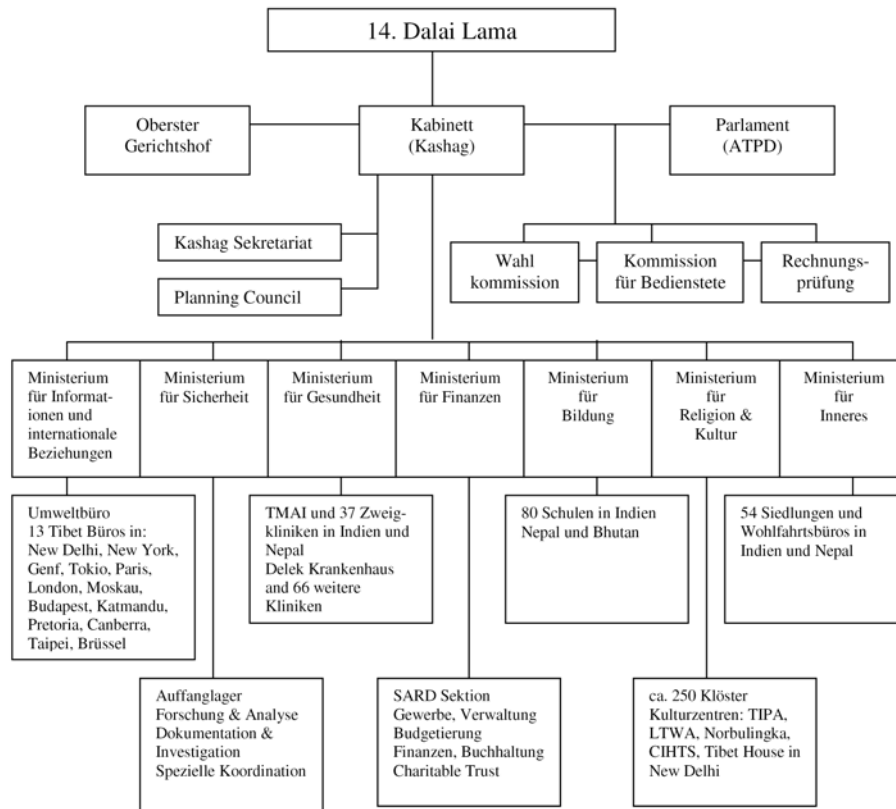 14. Dalai Lama
Oberster
Gerichtshof
Kabinett
(Kashag)
Parlament
(ATPD)
Kashag Sekretariat
Planning Council
Wahl
kommission
Kommission
für Bedienstete
Rechnungs-
prüfung
Ministerium
für Informat-
ionen und
internationale
Beziehungen
Ministerium
für Sicherheit
Ministerium
für Gesundheit
Ministerium
für Finanzen
Ministerium
für
Bildung
Ministerium
für
Religion &
Kultur
Ministerium
für
Inneres
Umweltbüro
13 Tibet Büros in:
New Delhi, New York,
Genf, Tokio, Paris,
London, Moskau,
Budapest, Katmandu,
Pretoria, Canberra,
Taipei, Brüssel
TMAI und 37 Zweig-
kliniken in Indien und
Nepal
Delek Krankenhaus
and 66 weitere
Kliniken
80 Schulen in Indien
Nepal und Bhutan
54 Siedlungen und
Wohlfahrtsbüros in
Indien und Nepal
Auffanglager
Forschung & Analyse
Dokumentation &
Investigation
Spezielle Koordination
SARD Sektion
Gewerbe, Verwaltung
Budgetierung
Finanzen, Buchhaltung
Charitable Trust
ca. 250 Klöster
Kulturzentren: TIPA,
LTWA, Norbulingka,
CIHTS, Tibet House in
New Delhi